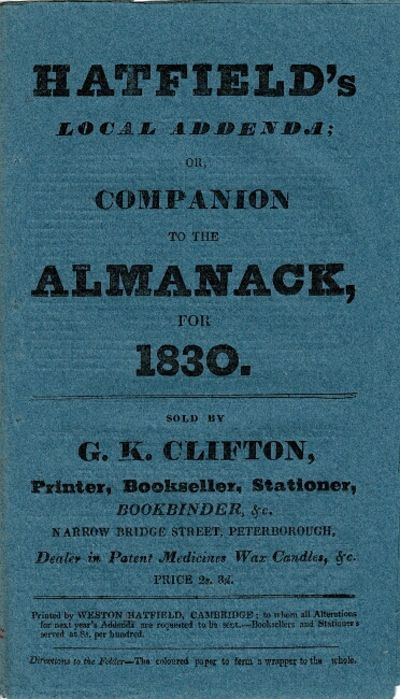 HATFIELD's
LOCAL ADDENDA;
OR,
COMPANION
TO THE
ALMANACK,
FOR
1830.
SOLD BY
G. K. CLIFTON,
Printer, Bookseller, Stationer,
BOOKBINDER, &c.
NARROW BRIDGE STREET, PETERBOROUGH,
Dealer in Patent Medicines Wax Candles, &c.
PRICE 2s. 3d.
Printed by WESTON HATFIELD, CAMBRIDGE; to whom all Alterations
for next year's Addenda are requested to be sent.—Booksellers and Stationers
served at 8s. per hundred.
Directions to the Folder—The coloured paper to form a wrapper to the whole.